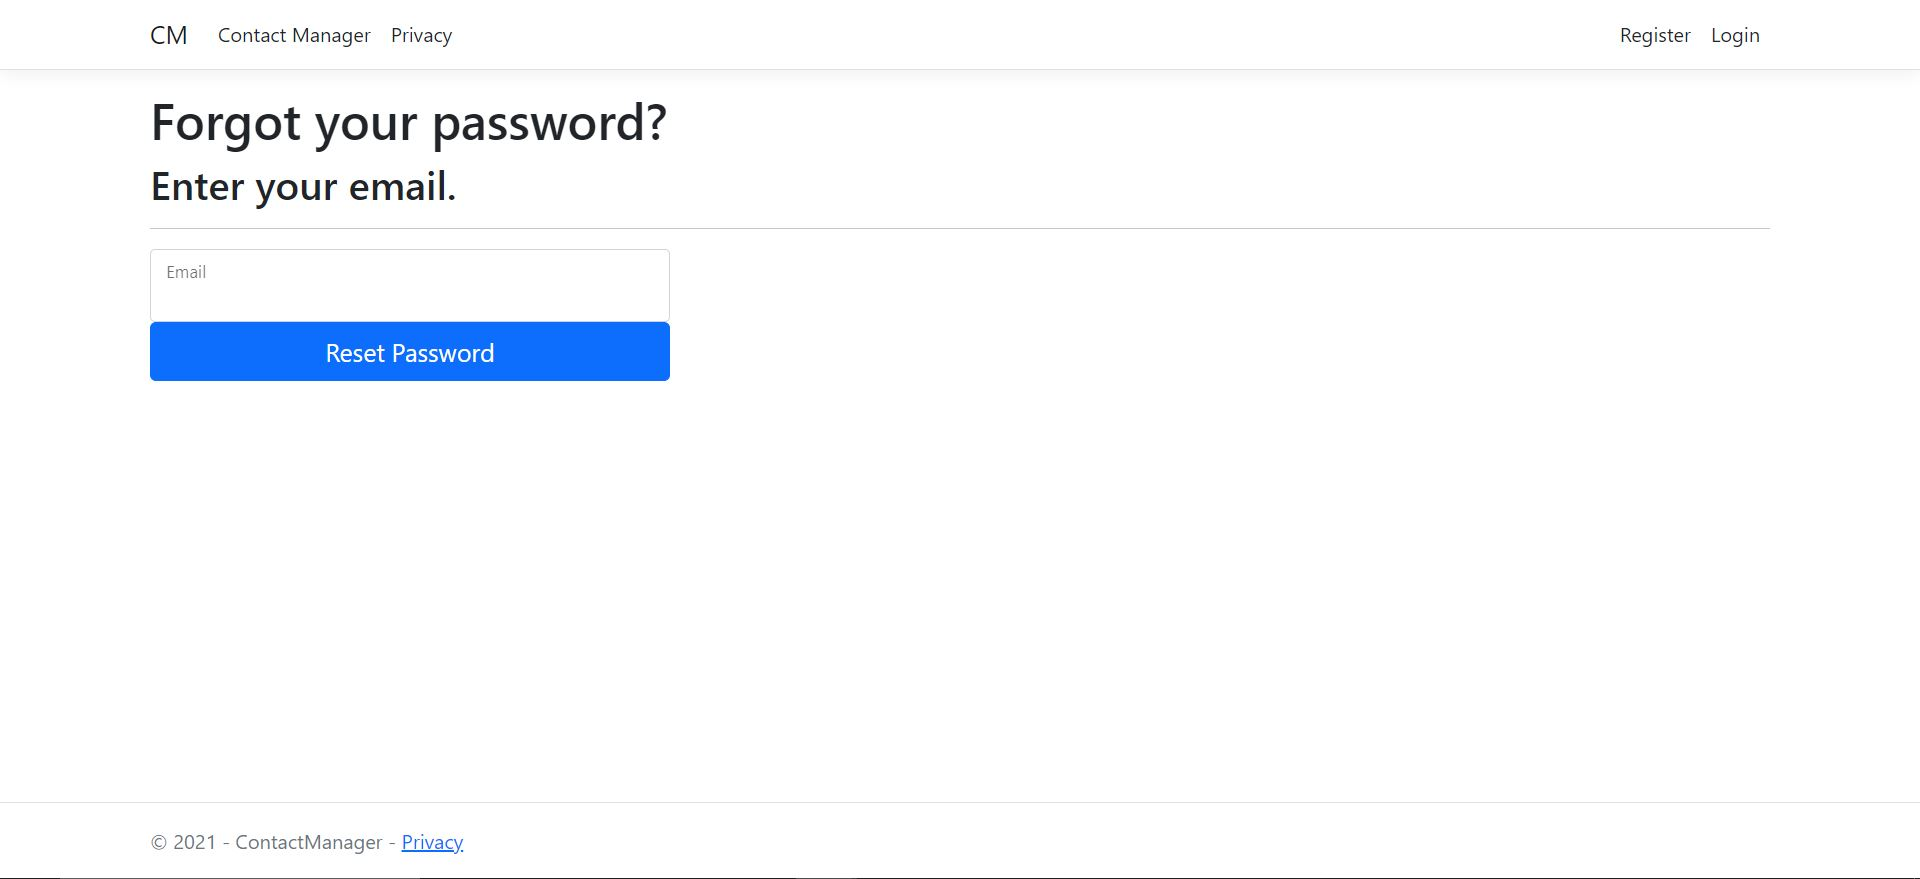 CM Contact Manager Privacy Register Login
Forgot your password?
Enter your email.
Email
Reset Password
© 2021 - ContactManager - Privacy